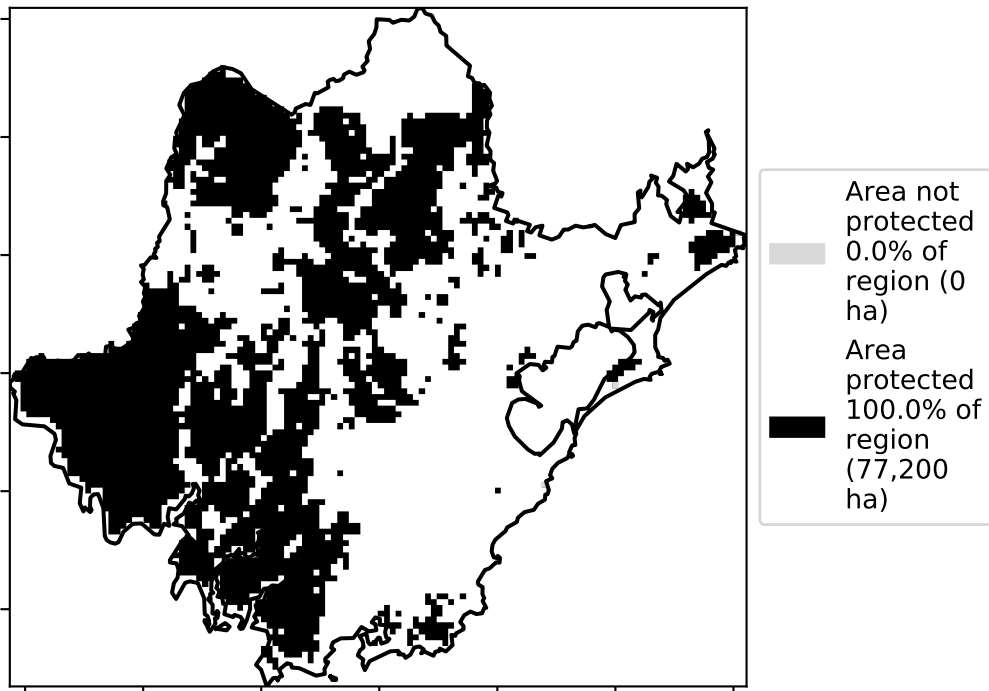 Area not
protected
0.0% of
region (0
ha)
Area
protected
100.0% of
region
(77,200
ha)